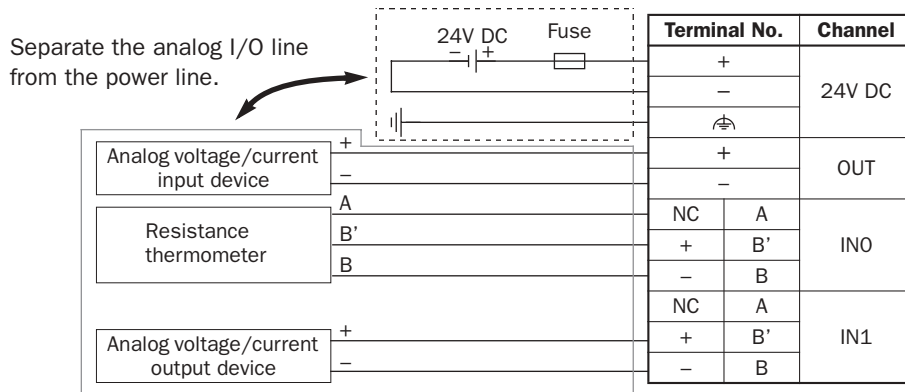 Separate the analog I/O line
from the power line.
24V DC
Fuse
– +
Analog voltage/current
input device
+
–
Resistance
thermometer
A
B’
B
Analog voltage/current
output device
+
–
Terminal No. Channel
+ 24V DC
–
+ OUT
–
NC A IN0
+ B’
– B
NC A IN1
+ B’
– B